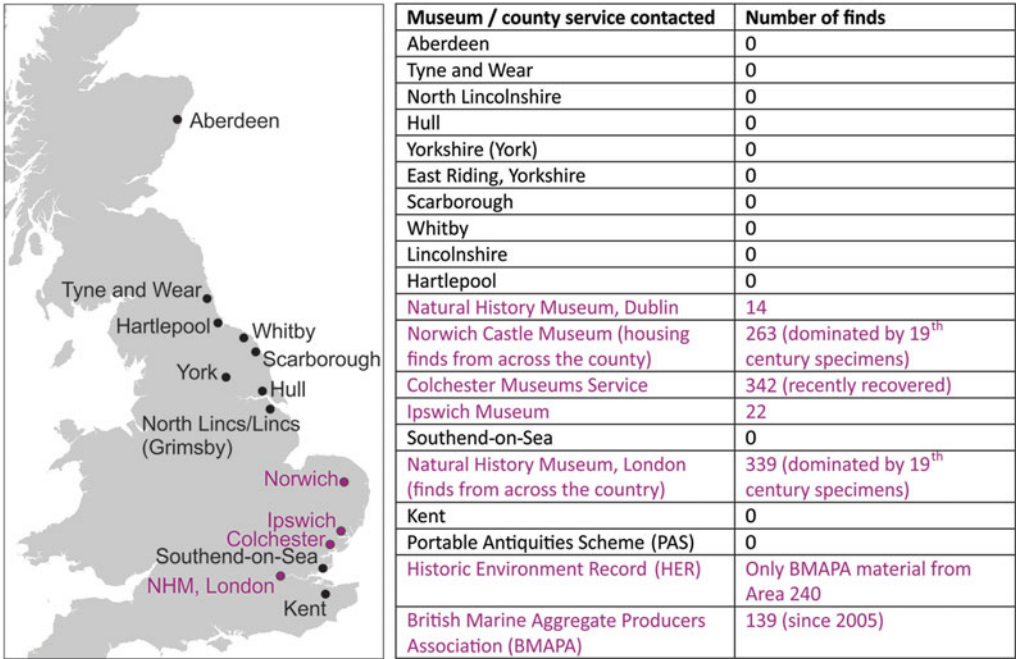 Aberdeen
Tyne and Wear
Hartlepool
Whitby
Scarborough
York
Hull
North Lincs/Lincs
(Grimsby)
Norwich
Ipswich
Colchester
Southend-on-Sea
NHM, London
Kent
Museum / county service contacted Number of finds
Aberdeen 0
Tyne and Wear 0
North Lincolnshire 0
Hull 0
Yorkshire (York) 0
East Riding, Yorkshire 0
Scarborough 0
Whitby 0
Lincolnshire 0
Hartlepool 0
Natural History Museum, Dublin 14
Norwich Castle Museum (housing 263 (dominated by 19th
finds from across the county) century specimens)
Colchester Museums Service 342 (recently recovered)
Ipswich Museum 22
Southend-on-Sea 0
Natural History Museum, London 339 (dominated by 19th
(finds from across the country) century specimens)
Kent 0
Portable Antiquities Scheme (PAS) 0
Historic Environment Record (HER) Only BMAPA material from
Area 240
British Marine Aggregate Producers 139 (since 2005)
Association (BMAPA)